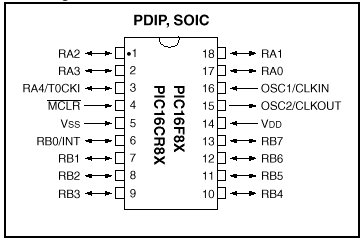 PDIP, SOIC
RA2 •1 18 RA1
RA3 2 17 RA0
RA4/T0CKI 3 16 OSC1/CLKIN
MCLR 4 15 OSC2/CLKOUT
VSS 5 14 VDD
RB0/INT 6 13 RB7
RB1 7 12 RB6
RB2 8 11 RB5
RB3 9 10 RB4
PIC16F8X
PIC16CR8X